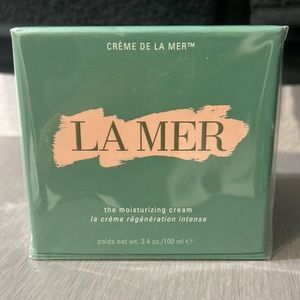 CRÈME DE LA MER™
LA MER
the moisturizing cream
la crème régénération intense
poids net wt. 3.4 oz./100 ml ℮